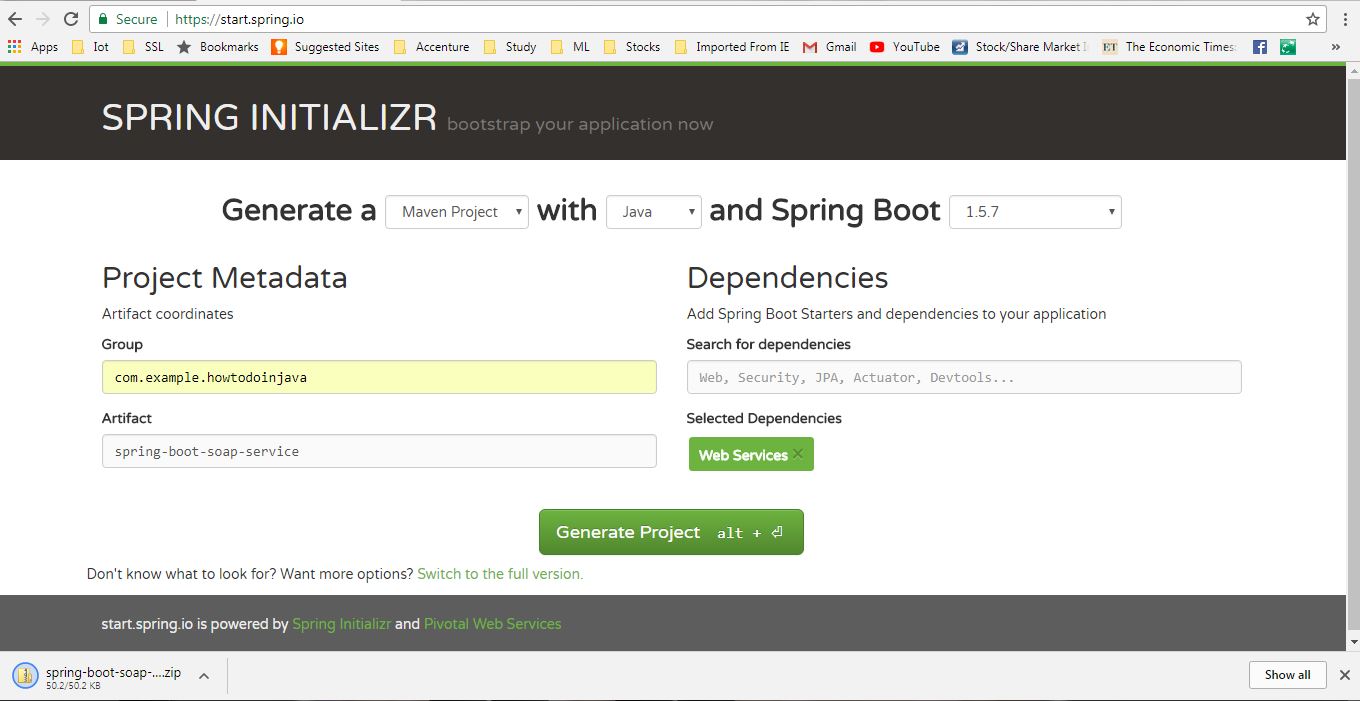 Secure https://start.spring.io
Apps Iot SSL Bookmarks Suggested Sites Accenture Study ML Stocks Imported From IE Gmail YouTube Stock/Share Market ET The Economic Times: »
SPRING INITIALIZR bootstrap your application now
Generate a Maven Project with Java and Spring Boot 1.5.7
Project Metadata
Artifact coordinates
Group
com.example.howtodoinjava
Artifact
spring-boot-soap-service
Dependencies
Add Spring Boot Starters and dependencies to your application
Search for dependencies
Web, Security, JPA, Actuator, Devtools...
Selected Dependencies
Web Services ×
Generate Project alt + ⏎
Don't know what to look for? Want more options? Switch to the full version.
start.spring.io is powered by Spring Initializr and Pivotal Web Services
spring-boot-soap-....zip
50.2/50.2 KB
Show all